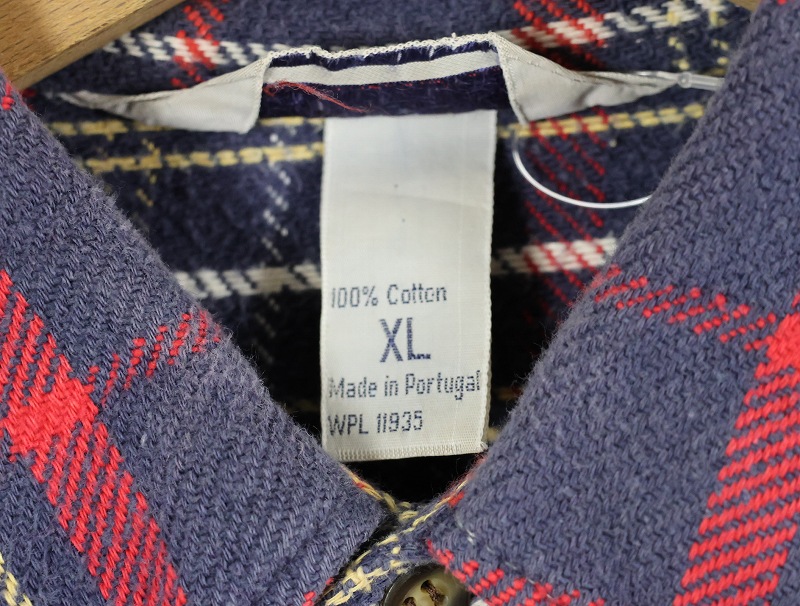 100% Cotton
XL
Made in Portugal
WPL 11935